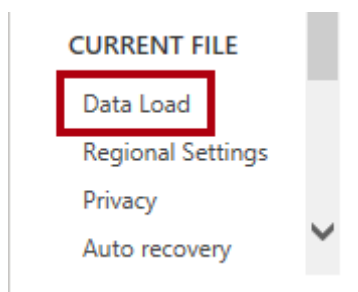 CURRENT FILE
Data Load
Regional Settings
Privacy
Auto recovery